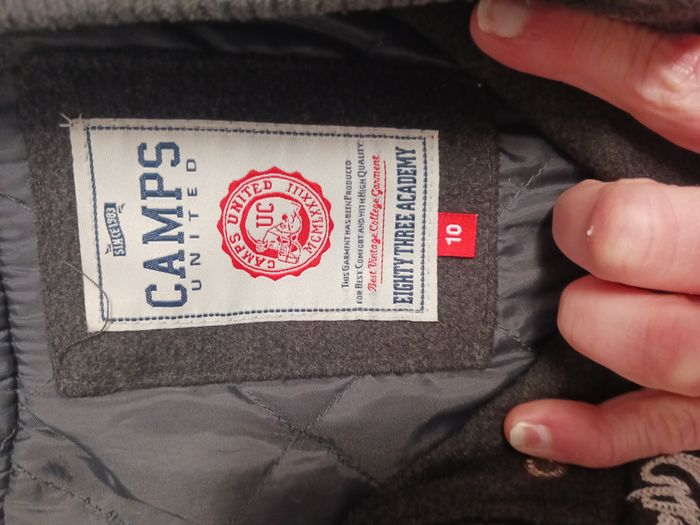 SINCE 1983
CAMPS
UNITED
CAMPS UNITED
MCMLXXXIII
UC
THIS GARMENT HAS BEEN PRODUCED
FOR BEST COMFORT AND WITH HIGH QUALITY
Best Vintage College Garment
EIGHTY THREE ACADEMY
10